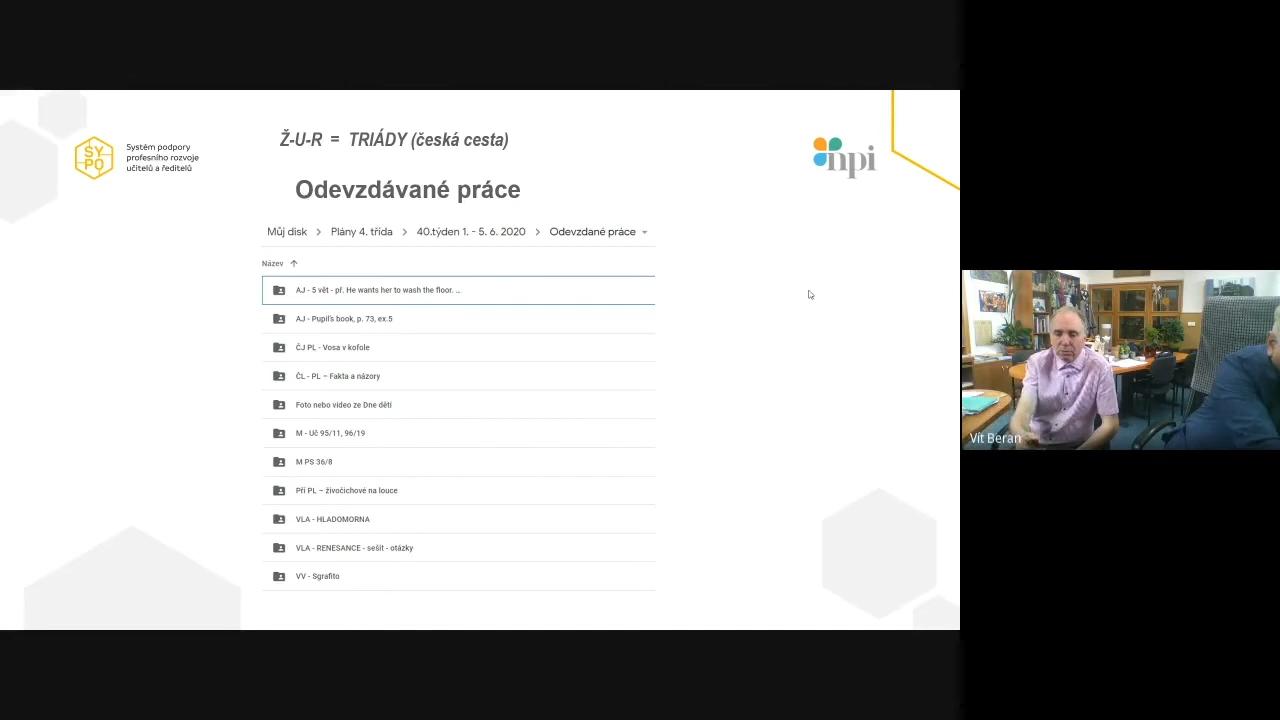 Ž-U-R = TRIÁDY (česká cesta)
SY
PO
Systém podpory
profesního rozvoje
učitelů a ředitelů
npi
Odevzdávané práce
Můj disk > Plány 4. třída > 40.týden 1. - 5. 6. 2020 > Odevzdané práce
Název
AJ - 5 vět - př. He wants her to wash the floor. ...
AJ - Pupil's book, p. 73, ex.5
ČJ PL - Vosa v kofole
ČL - PL – Fakta a názory
Foto nebo video ze Dne dětí
M - Uč 95/11, 96/19
M PS 36/8
Pří PL – živočichové na louce
VLA - HLADOMORNA
VLA - RENESANCE - sešit - otázky
VV - Sgrafito
Vít Beran